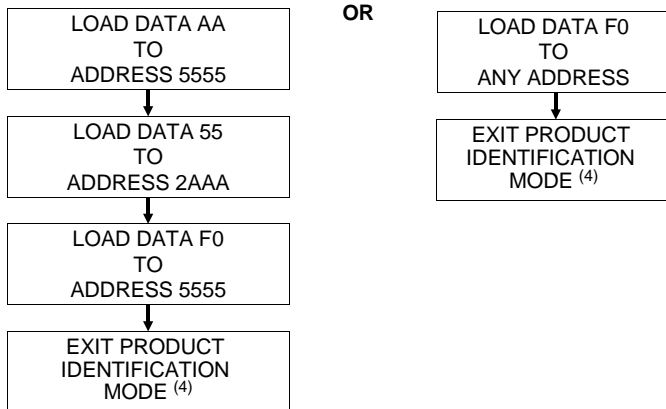 LOAD DATA AA
TO
ADDRESS 5555
LOAD DATA 55
TO
ADDRESS 2AAA
LOAD DATA F0
TO
ADDRESS 5555
EXIT PRODUCT
IDENTIFICATION
MODE (4)
OR
LOAD DATA F0
TO
ANY ADDRESS
EXIT PRODUCT
IDENTIFICATION
MODE (4)